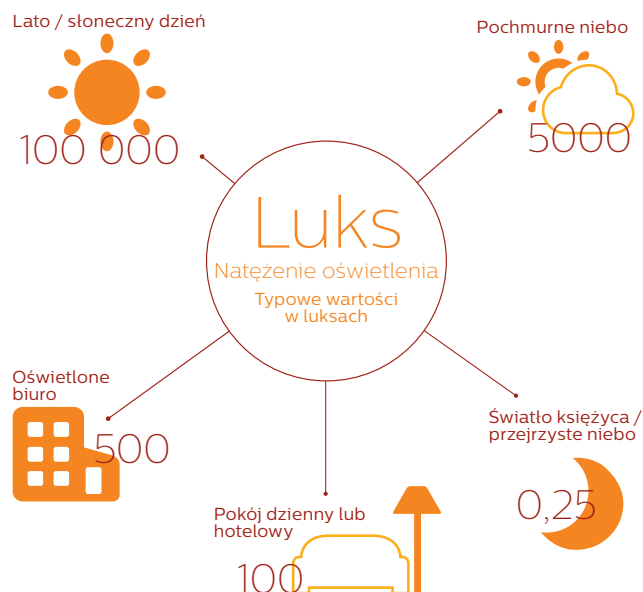 Lato / słoneczny dzień
100 000
Pochmurne niebo
5000
Luks
Natężenie oświetlenia
Typowe wartości
w luksach
Oświetlone
biuro
500
Światło księżyca /
przejrzyste niebo
0,25
Pokój dzienny lub
hotelowy
100